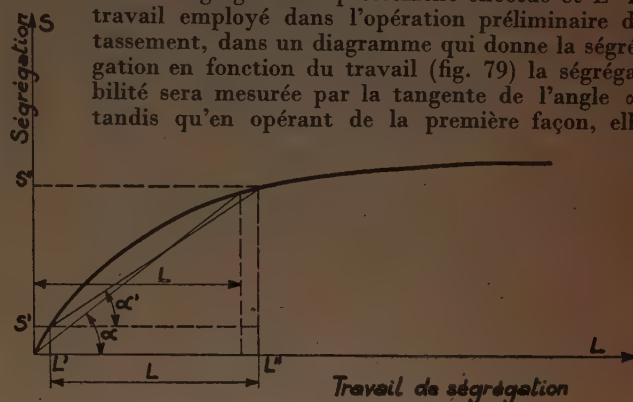 travail employé dans l'opération préliminaire d
tassement, dans un diagramme qui donne la ségré
gation en fonction du travail (fig. 79) la ségréga
bilité sera mesurée par la tangente de l'angle α
tandis qu'en opérant de la première façon, ell
S
Ségrégation
S"
L
α'
S'
α
L
L' L"
L
Travail de ségrégation